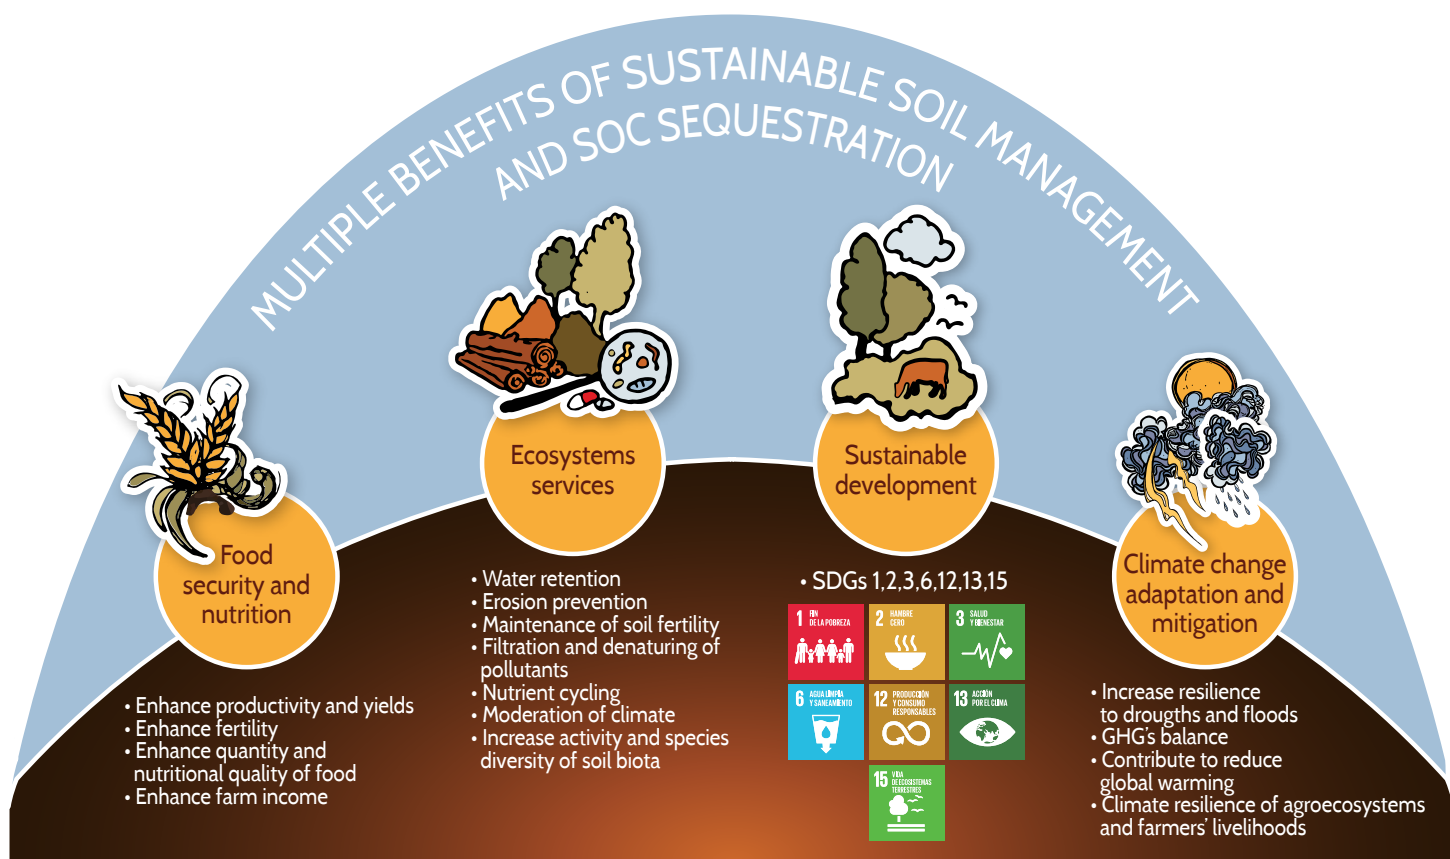 MULTIPLE BENEFITS OF SUSTAINABLE SOIL MANAGEMENT
AND SOC SEQUESTRATION
Food
security and
nutrition
• Enhance productivity and yields
• Enhance fertility
• Enhance quantity and
nutritional quality of food
• Enhance farm income
Ecosystems
services
• Water retention
• Erosion prevention
• Maintenance of soil fertility
• Filtration and denaturing of
pollutants
• Nutrient cycling
• Moderation of climate
• Increase activity and species
diversity of soil biota
Sustainable
development
• SDGs 1,2,3,6,12,13,15
1 FIN
DE LA POBREZA
2 HAMBRE
CERO
3 SALUD
Y BIENESTAR
6 AGUA LIMPIA
Y SANEAMIENTO
12 PRODUCCIÓN
Y CONSUMO
RESPONSABLES
13 ACCIÓN
POR EL CLIMA
15 VIDA
DE ECOSISTEMAS
TERRESTRES
Climate change
adaptation and
mitigation
• Increase resilience
to drougths and floods
• GHG's balance
• Contribute to reduce
global warming
• Climate resilience of agroecosystems
and farmers' livelihoods